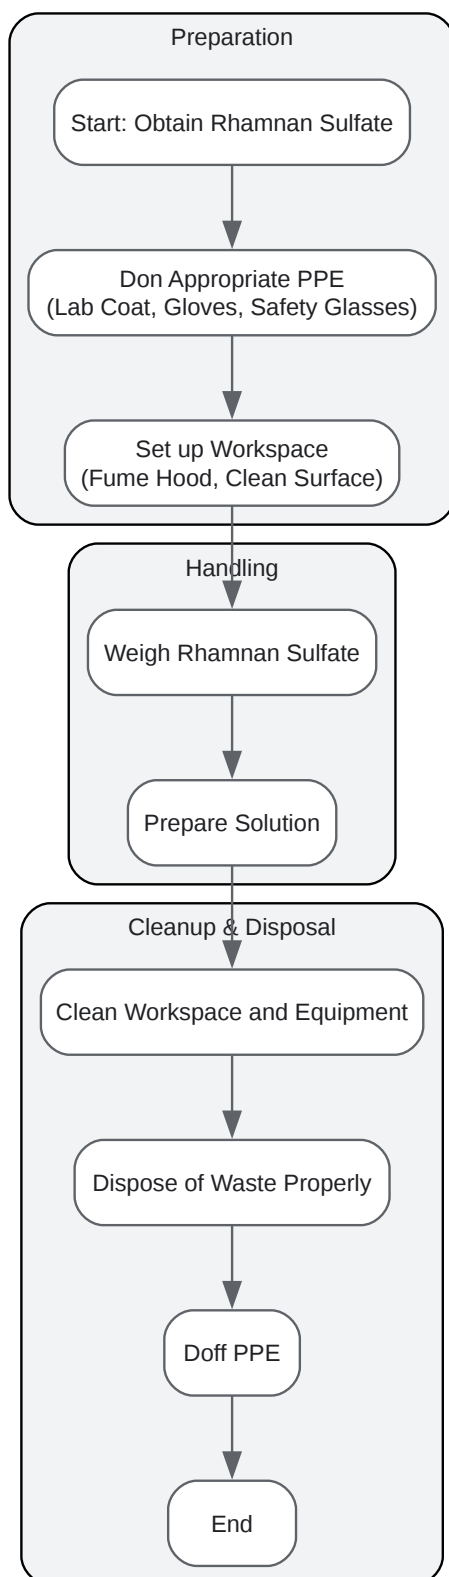 Preparation
Start: Obtain Rhamnan Sulfate
Don Appropriate PPE
(Lab Coat, Gloves, Safety Glasses)
Set up Workspace
(Fume Hood, Clean Surface)
Handling
Weigh Rhamnan Sulfate
Prepare Solution
Cleanup & Disposal
Clean Workspace and Equipment
Dispose of Waste Properly
Doff PPE
End